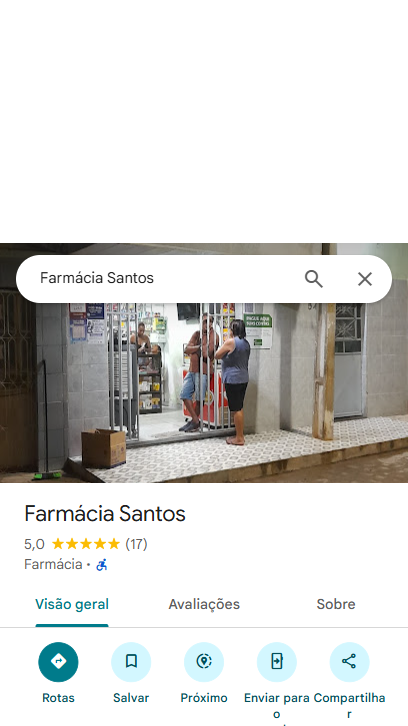 Farmácia Santos
Farmácia Santos
5,0 (17)
Farmácia •
Visão geral Avaliações Sobre
Rotas Salvar Próximo Enviar para o Compartilhar